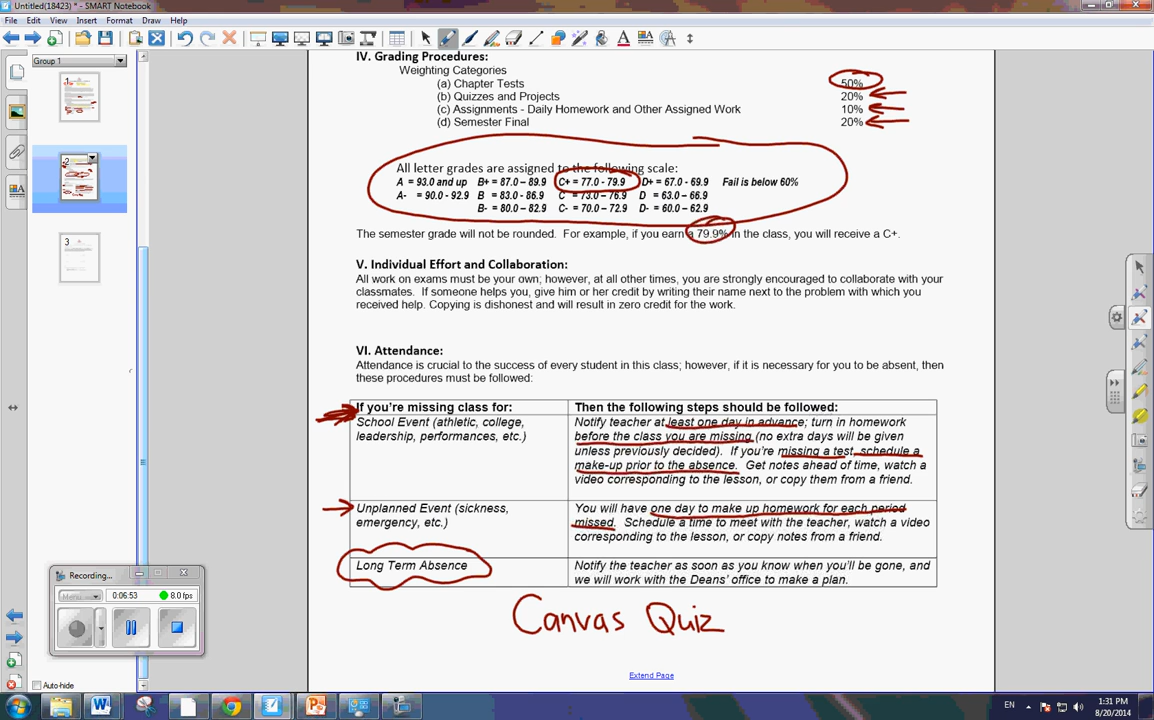 Untitled(18423) * - SMART Notebook
File Edit View Insert Format Draw Help
Group 1
1
2
3
IV. Grading Procedures:
Weighting Categories
(a) Chapter Tests 50%
(b) Quizzes and Projects 20%
(c) Assignments - Daily Homework and Other Assigned Work 10%
(d) Semester Final 20%
All letter grades are assigned to the following scale:
A = 93.0 and up B+ = 87.0 – 89.9 C+ = 77.0 - 79.9 D+ = 67.0 - 69.9 Fail is below 60%
A- = 90.0 - 92.9 B = 83.0 - 86.9 C = 73.0 – 76.9 D = 63.0 – 66.9
B- = 80.0 – 82.9 C- = 70.0 – 72.9 D- = 60.0 – 62.9
The semester grade will not be rounded. For example, if you earn a 79.9% in the class, you will receive a C+.
V. Individual Effort and Collaboration:
All work on exams must be your own; however, at all other times, you are strongly encouraged to collaborate with your
classmates. If someone helps you, give him or her credit by writing their name next to the problem with which you
received help. Copying is dishonest and will result in zero credit for the work.
VI. Attendance:
Attendance is crucial to the success of every student in this class; however, if it is necessary for you to be absent, then
these procedures must be followed:
If you're missing class for: Then the following steps should be followed:
School Event (athletic, college, Notify teacher at least one day in advance; turn in homework
leadership, performances, etc.) before the class you are missing (no extra days will be given
unless previously decided). If you're missing a test, schedule a
make-up prior to the absence. Get notes ahead of time, watch a
video corresponding to the lesson, or copy them from a friend.
Unplanned Event (sickness, You will have one day to make up homework for each period
emergency, etc.) missed. Schedule a time to meet with the teacher, watch a video
corresponding to the lesson, or copy notes from a friend.
Long Term Absence Notify the teacher as soon as you know when you'll be gone, and
we will work with the Deans' office to make a plan.
Canvas Quiz
Extend Page
Recording...
Menu 0:06:53 8.0 fps
Auto-hide
EN 1:31 PM
8/20/2014